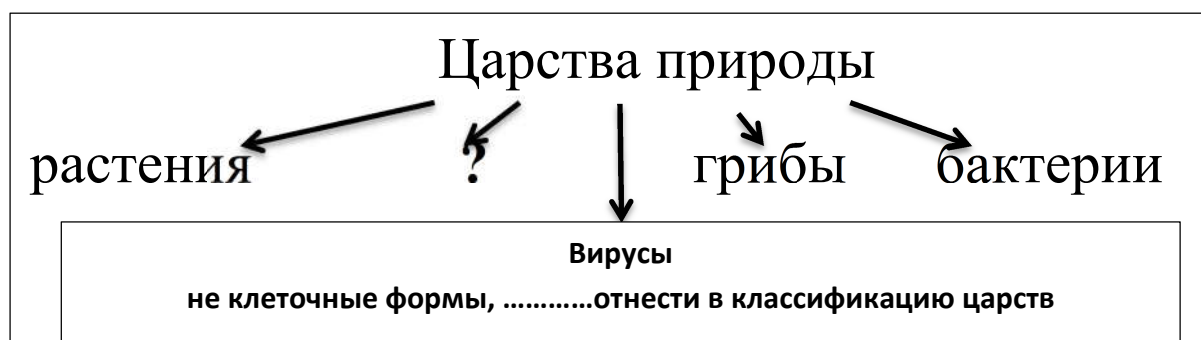 Царства природы
растения ? грибы бактерии
Вирусы
не клеточные формы, …………отнести в классификацию царств